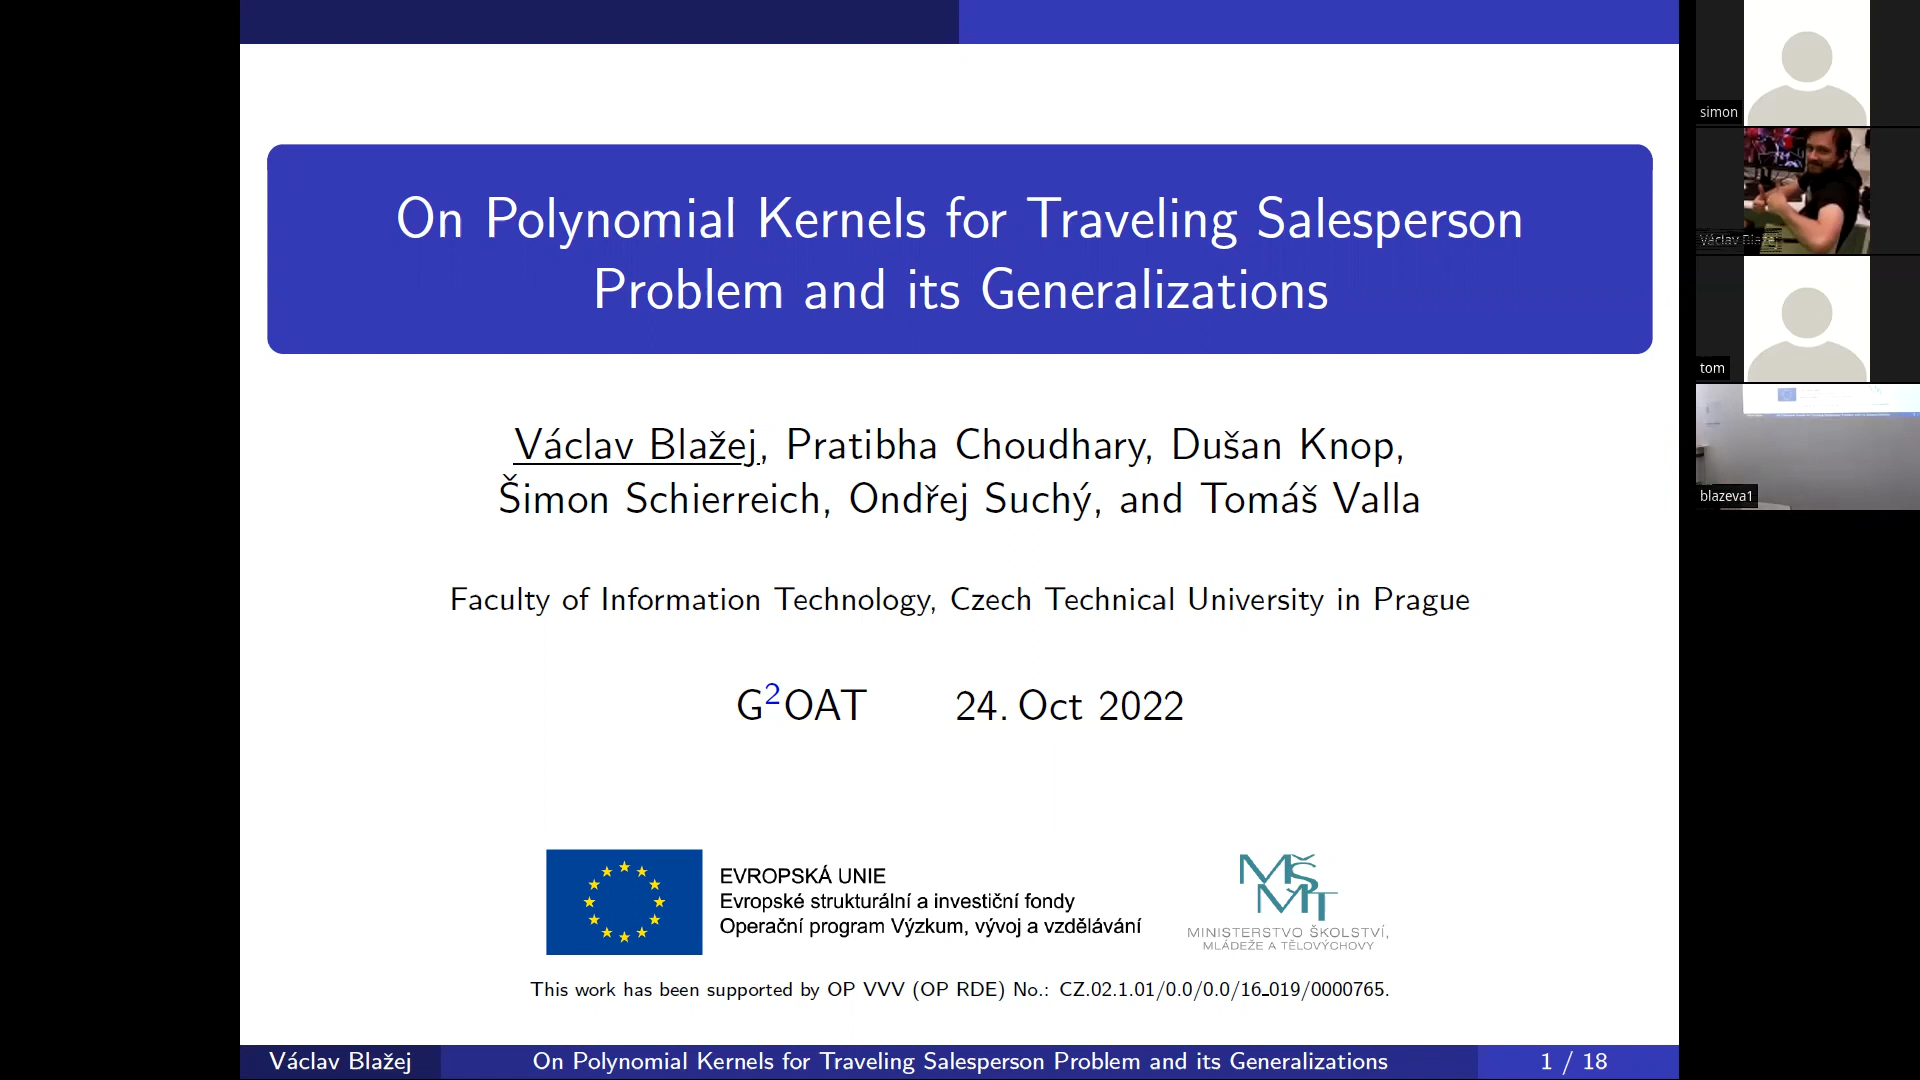 On Polynomial Kernels for Traveling Salesperson
Problem and its Generalizations
Václav Blažej, Pratibha Choudhary, Dušan Knop,
Šimon Schierreich, Ondřej Suchý, and Tomáš Valla
Faculty of Information Technology, Czech Technical University in Prague
G²OAT 24. Oct 2022
EVROPSKÁ UNIE
Evropské strukturální a investiční fondy
Operační program Výzkum, vývoj a vzdělávání
MŠMT
MINISTERSTVO ŠKOLSTVÍ,
MLÁDEŽE A TĚLOVÝCHOVY
This work has been supported by OP VVV (OP RDE) No.: CZ.02.1.01/0.0/0.0/16_019/0000765.
Václav Blažej On Polynomial Kernels for Traveling Salesperson Problem and its Generalizations 1 / 18
simon
Václav Blažej
tom
blazeva1